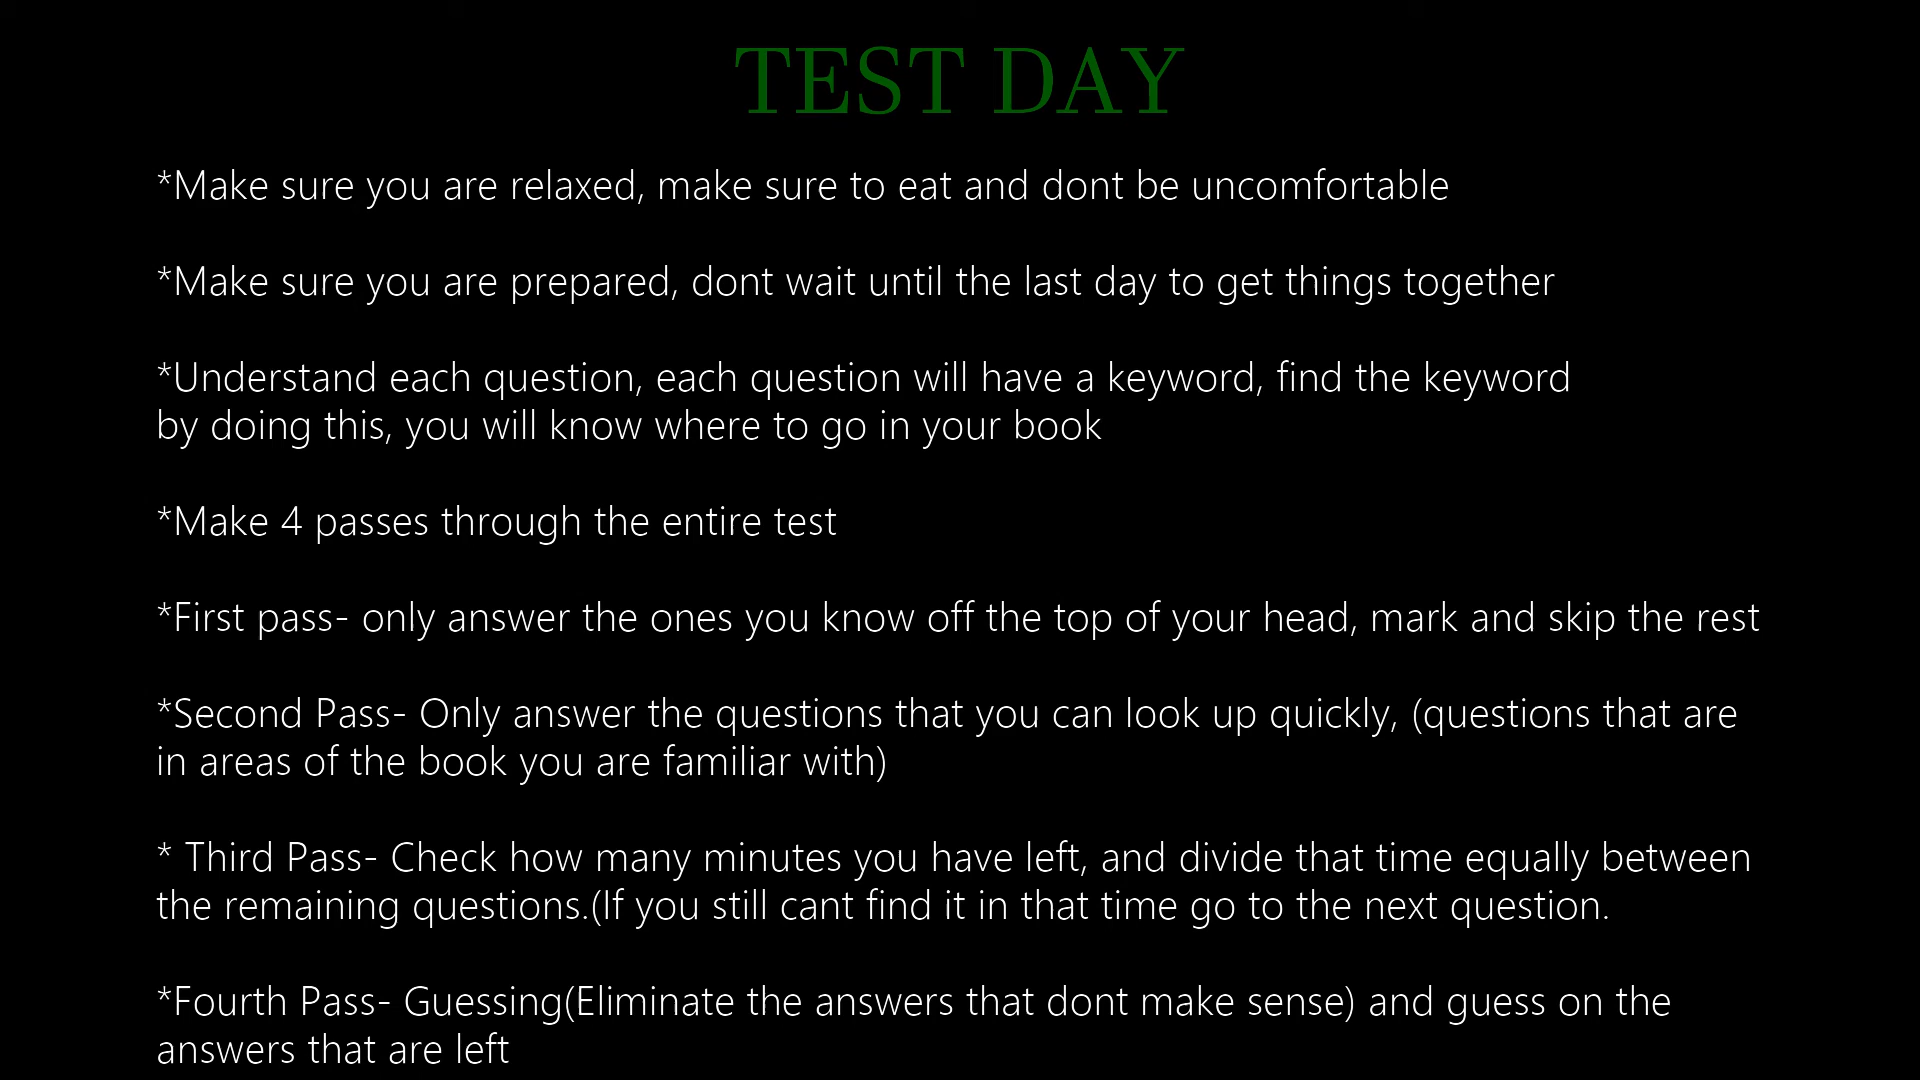 TEST DAY
*Make sure you are relaxed, make sure to eat and dont be uncomfortable
*Make sure you are prepared, dont wait until the last day to get things together
*Understand each question, each question will have a keyword, find the keyword
by doing this, you will know where to go in your book
*Make 4 passes through the entire test
*First pass- only answer the ones you know off the top of your head, mark and skip the rest
*Second Pass- Only answer the questions that you can look up quickly, (questions that are
in areas of the book you are familiar with)
* Third Pass- Check how many minutes you have left, and divide that time equally between
the remaining questions.(If you still cant find it in that time go to the next question.
*Fourth Pass- Guessing(Eliminate the answers that dont make sense) and guess on the
answers that are left